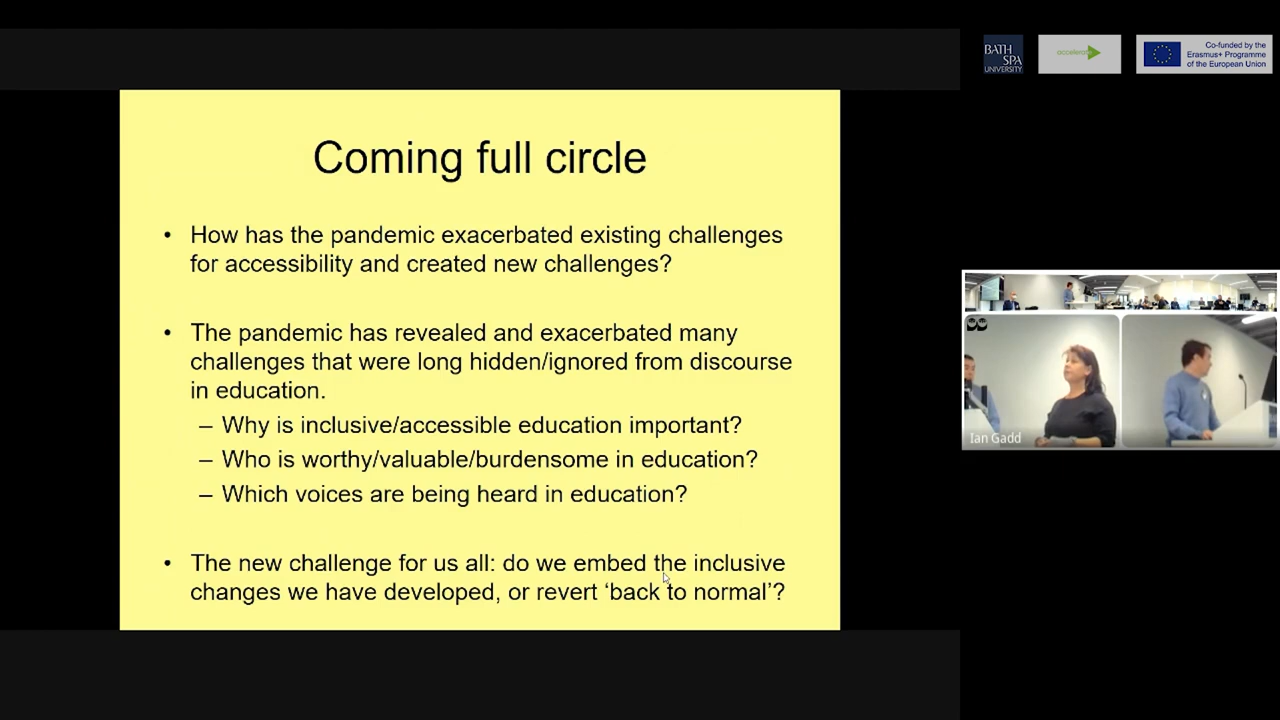 BATH
SPA
UNIVERSITY
accelerate
Co-funded by the
Erasmus+ Programme
of the European Union
Coming full circle
• How has the pandemic exacerbated existing challenges
for accessibility and created new challenges?
• The pandemic has revealed and exacerbated many
challenges that were long hidden/ignored from discourse
in education.
– Why is inclusive/accessible education important?
– Who is worthy/valuable/burdensome in education?
– Which voices are being heard in education?
• The new challenge for us all: do we embed the inclusive
changes we have developed, or revert ‘back to normal’?
Ian Gadd